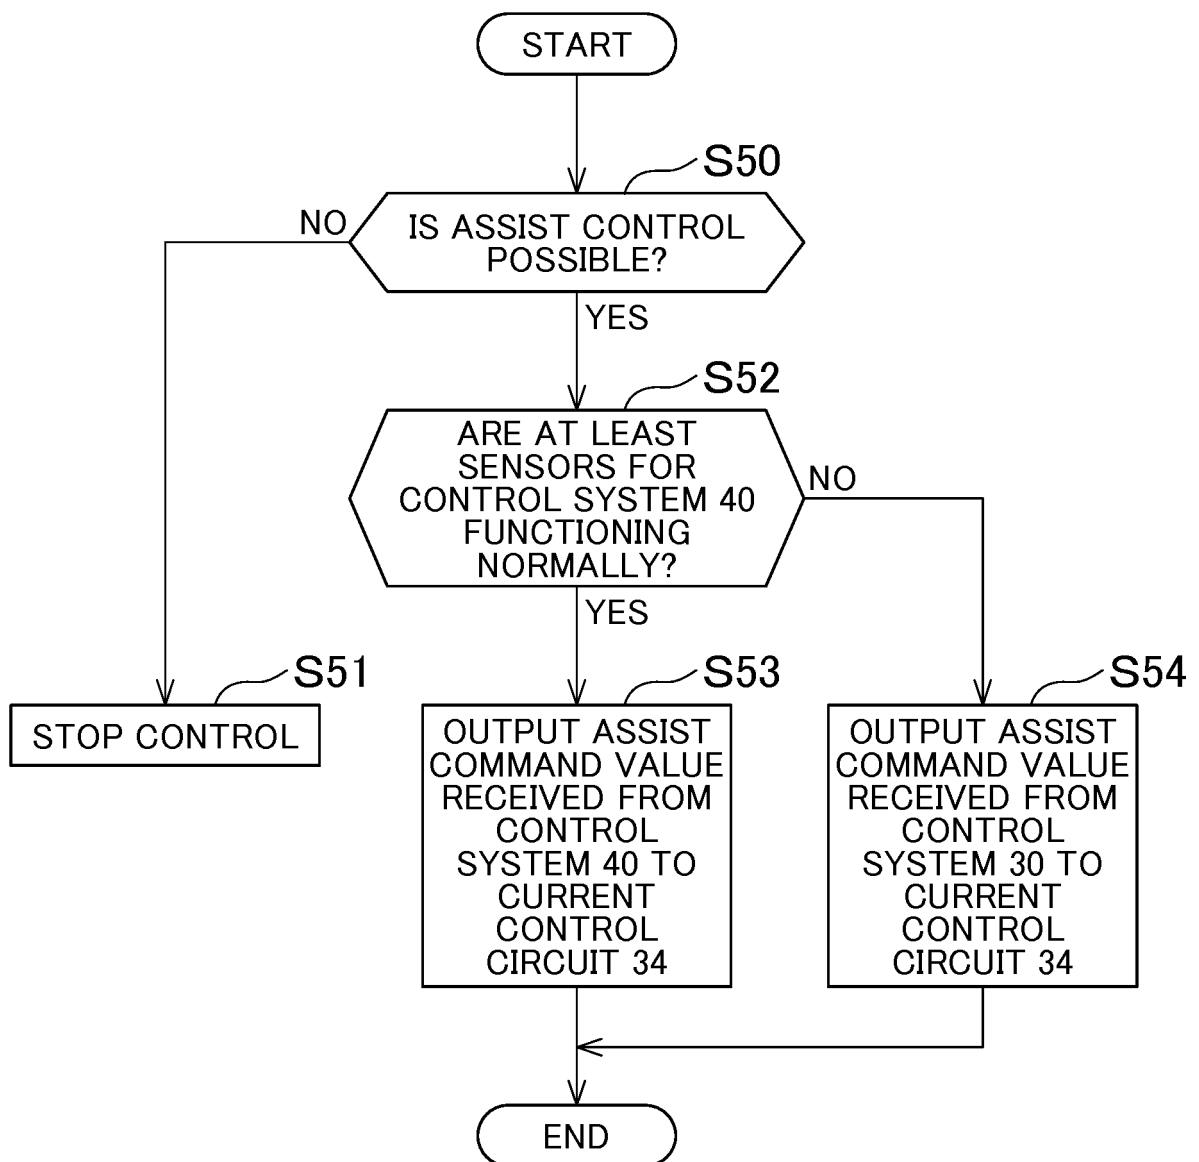 START
S50
NO
IS ASSIST CONTROL
POSSIBLE?
YES
S52
ARE AT LEAST
SENSORS FOR
CONTROL SYSTEM 40
FUNCTIONING
NORMALLY?
NO
YES
S51
STOP CONTROL
S53
OUTPUT ASSIST
COMMAND VALUE
RECEIVED FROM
CONTROL
SYSTEM 40 TO
CURRENT
CONTROL
CIRCUIT 34
S54
OUTPUT ASSIST
COMMAND VALUE
RECEIVED FROM
CONTROL
SYSTEM 30 TO
CURRENT
CONTROL
CIRCUIT 34
END